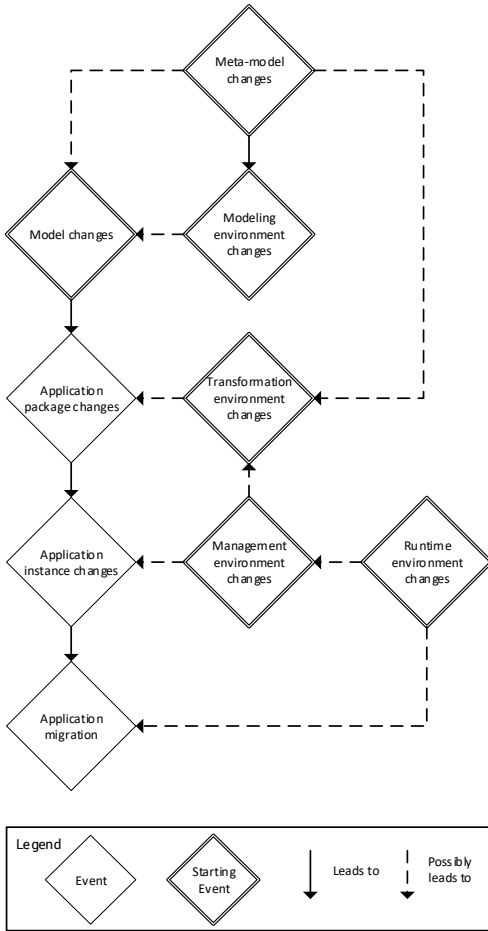 Meta-model
changes
Model changes
Modeling
environment
changes
Application
package changes
Transformation
environment
changes
Application
instance changes
Management
environment
changes
Runtime
environment
changes
Application
migration
Legend
Event
Starting
Event
Leads to
Possibly
leads to